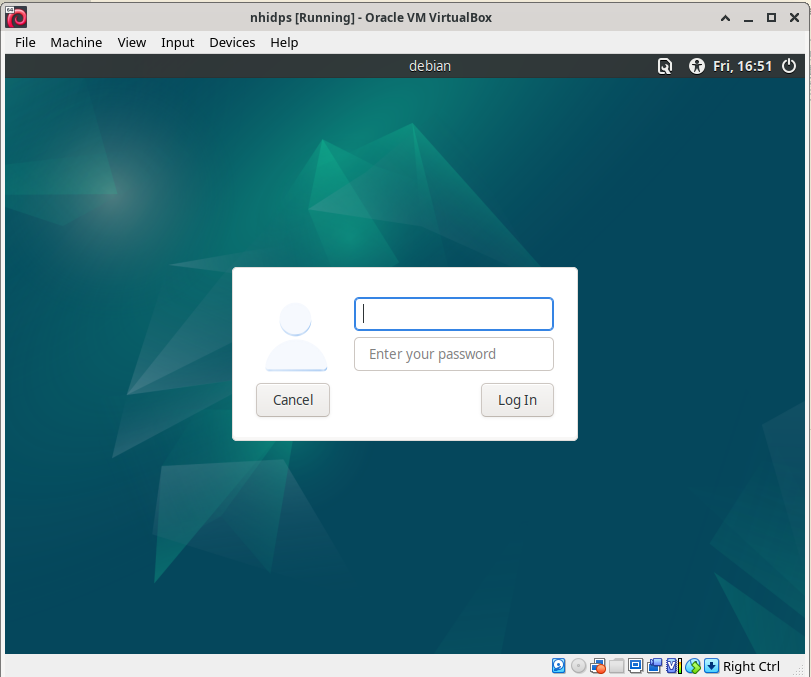 nhidps [Running] - Oracle VM VirtualBox
File Machine View Input Devices Help
debian Fri, 16:51
Enter your password
Cancel Log In
Right Ctrl